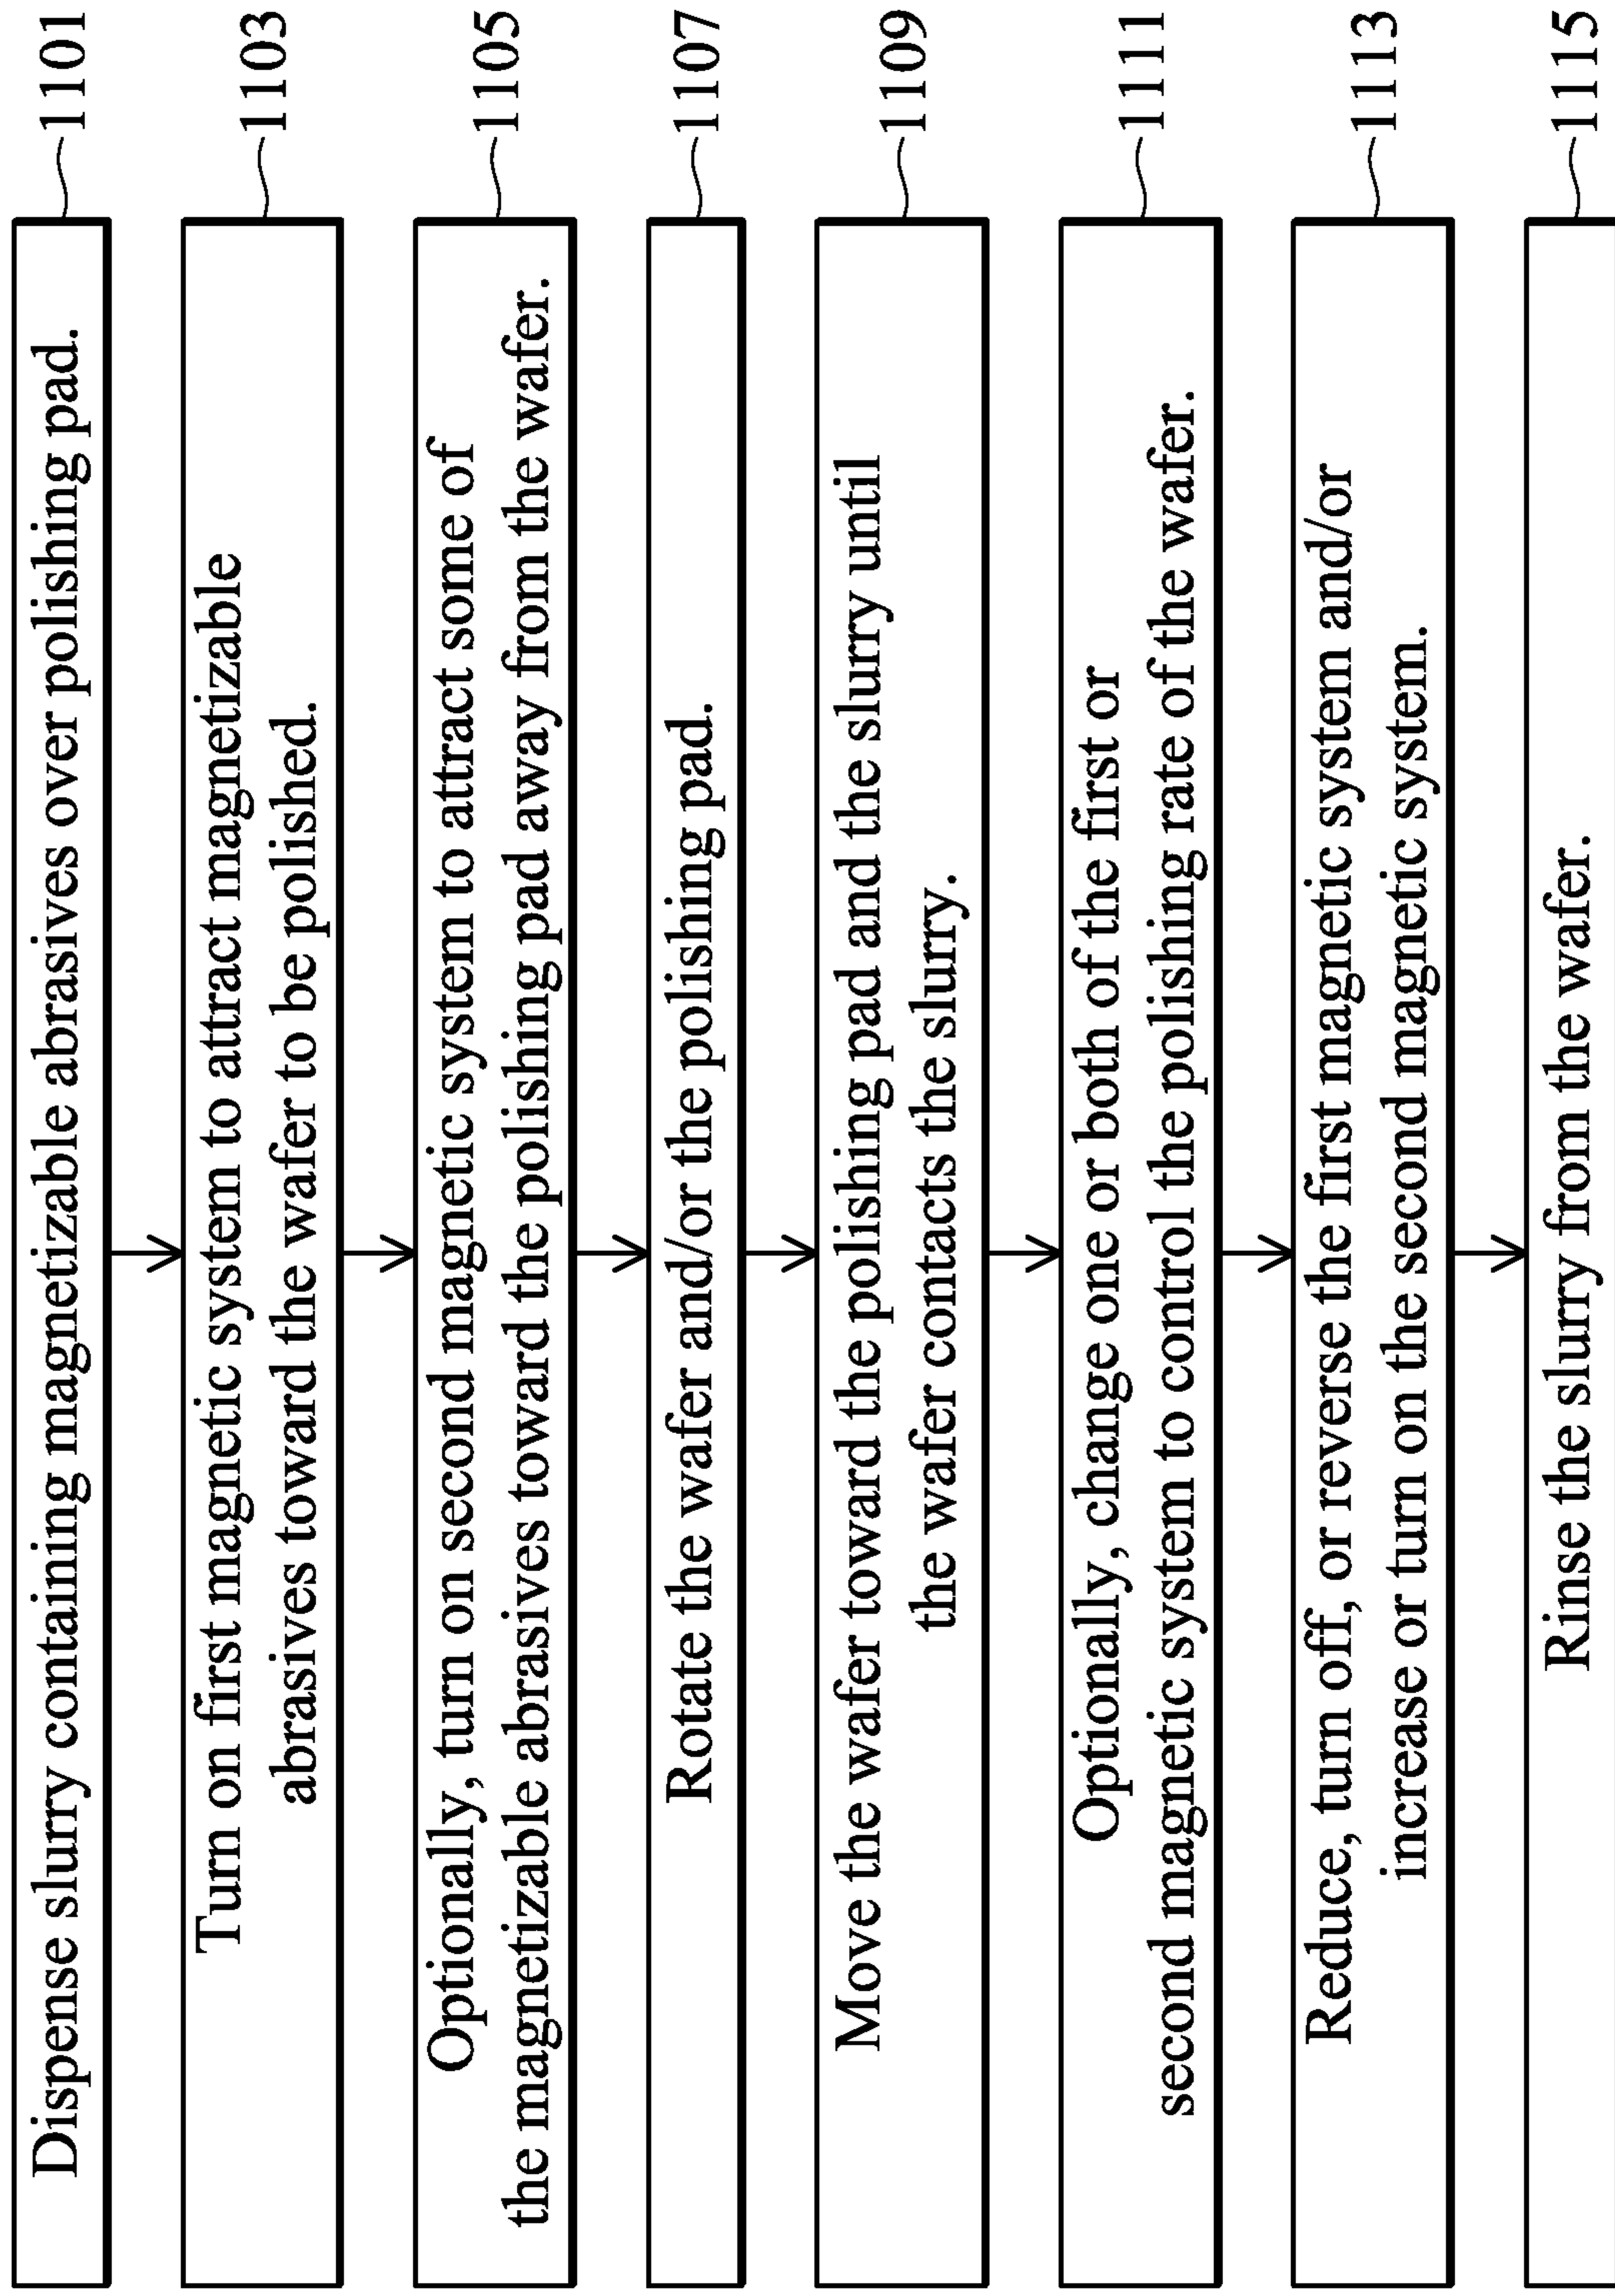 Dispense slurry containing magnetizable abrasives over polishing pad.
1101
Turn on first magnetic system to attract magnetizable
abrasives toward the wafer to be polished.
1103
Optionally, turn on second magnetic system to attract some of
the magnetizable abrasives toward the polishing pad away from the wafer.
1105
Rotate the wafer and/or the polishing pad.
1107
Move the wafer toward the polishing pad and the slurry until
the wafer contacts the slurry.
1109
Optionally, change one or both of the first or
second magnetic system to control the polishing rate of the wafer.
1111
Reduce, turn off, or reverse the first magnetic system and/or
increase or turn on the second magnetic system.
1113
Rinse the slurry from the wafer.
1115